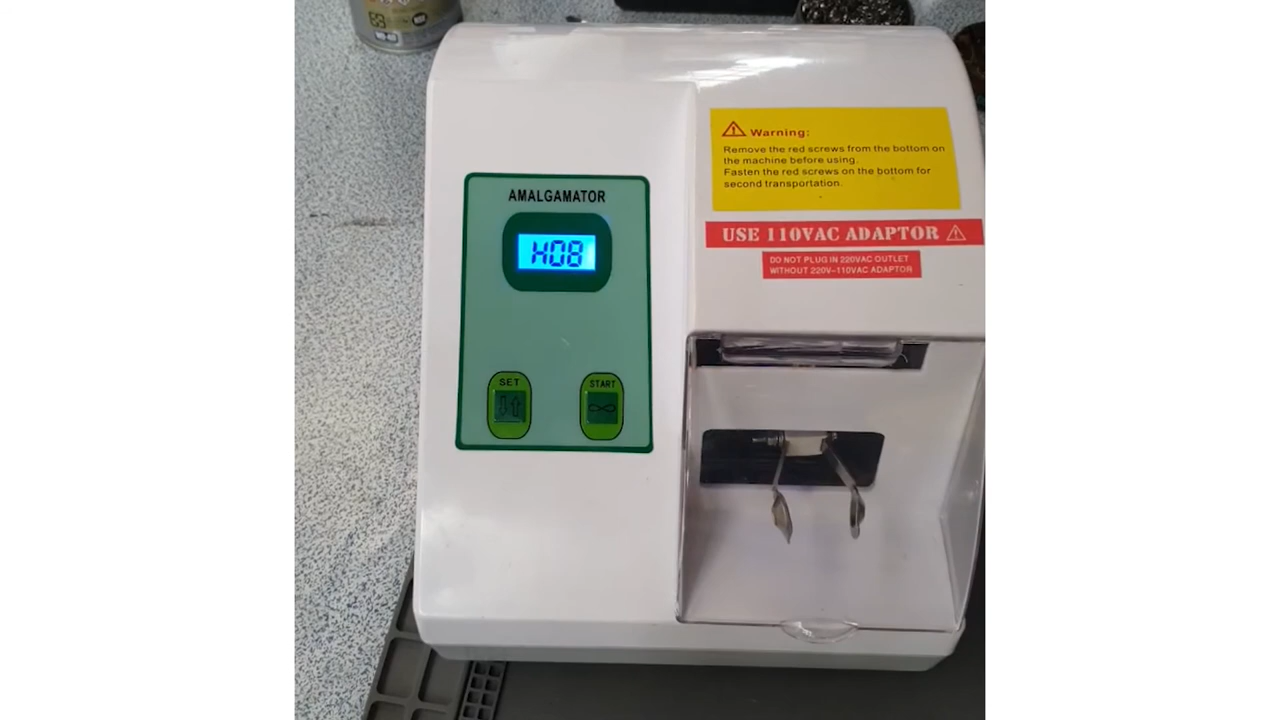 AMALGAMATOR
H08
SET
START
Warning:
Remove the red screws from the bottom on
the machine before using.
Fasten the red screws on the bottom for
second transportation.
USE 110VAC ADAPTOR
DO NOT PLUG IN 220VAC OUTLET
WITHOUT 220V-110VAC ADAPTOR